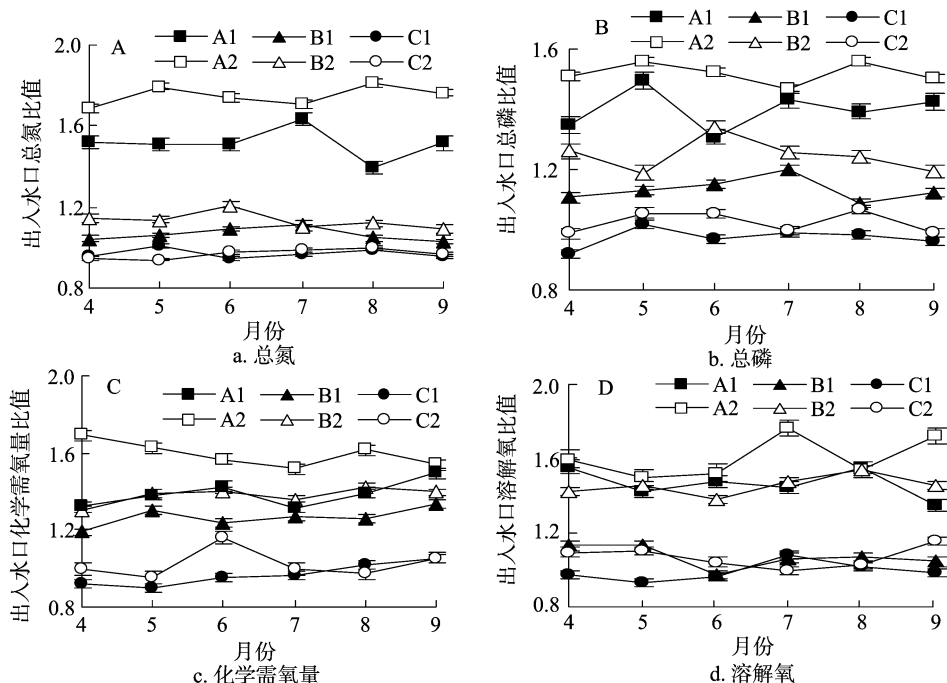 A
A1 B1 C1
A2 B2 C2
出入水口总氮比值
2.0
1.6
1.2
0.8
4 5 6 7 8 9
月份
a. 总氮
B
A1 B1 C1
A2 B2 C2
出入水口总磷比值
1.6
1.2
0.8
4 5 6 7 8 9
月份
b. 总磷
C
A1 B1 C1
A2 B2 C2
出入水口化学需氧量比值
2.0
1.6
1.2
0.8
4 5 6 7 8 9
月份
c. 化学需氧量
D
A1 B1 C1
A2 B2 C2
出入水口溶解氧比值
2.0
1.6
1.2
0.8
4 5 6 7 8 9
月份
d. 溶解氧